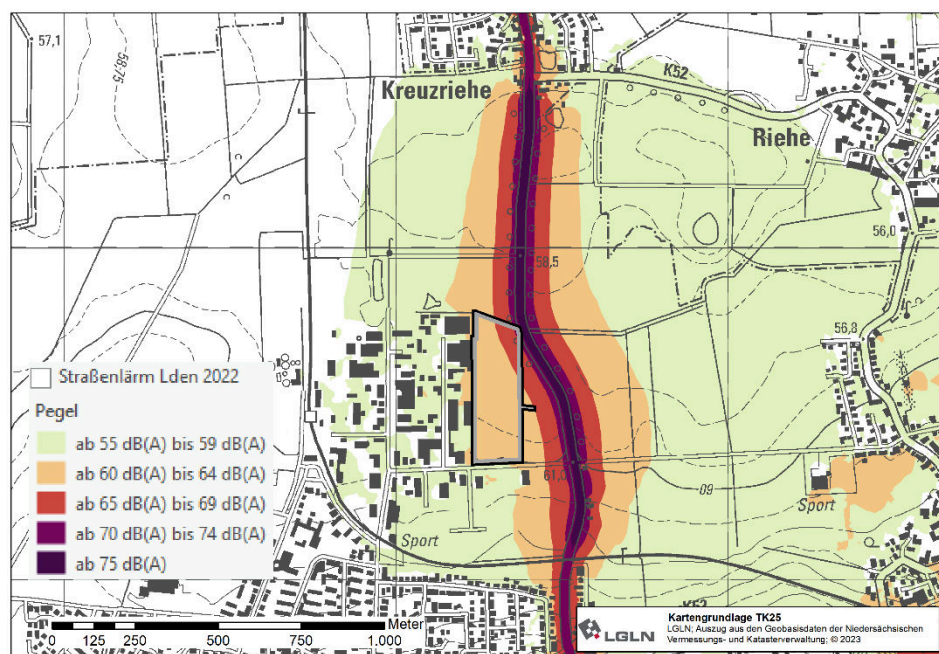 57,1
58,75
Kreuzriehe
K52
Riehe
56,0
58,5
56,8
Straßenlärm Lden 2022
Pegel
ab 55 dB(A) bis 59 dB(A)
ab 60 dB(A) bis 64 dB(A)
ab 65 dB(A) bis 69 dB(A)
ab 70 dB(A) bis 74 dB(A)
ab 75 dB(A)
60
Sport
Sport
K52
Meter
0 125 250 500 750 1.000
LGLN
Kartengrundlage TK25
LGLN; Auszug aus den Geobasisdaten der Niedersächsischen
Vermessungs- und Katasterverwaltung; © 2023